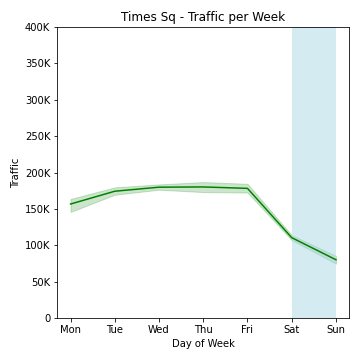 Times Sq - Traffic per Week
400K
350K
300K
250K
200K
150K
100K
50K
0
Traffic
Mon Tue Wed Thu Fri Sat Sun
Day of Week